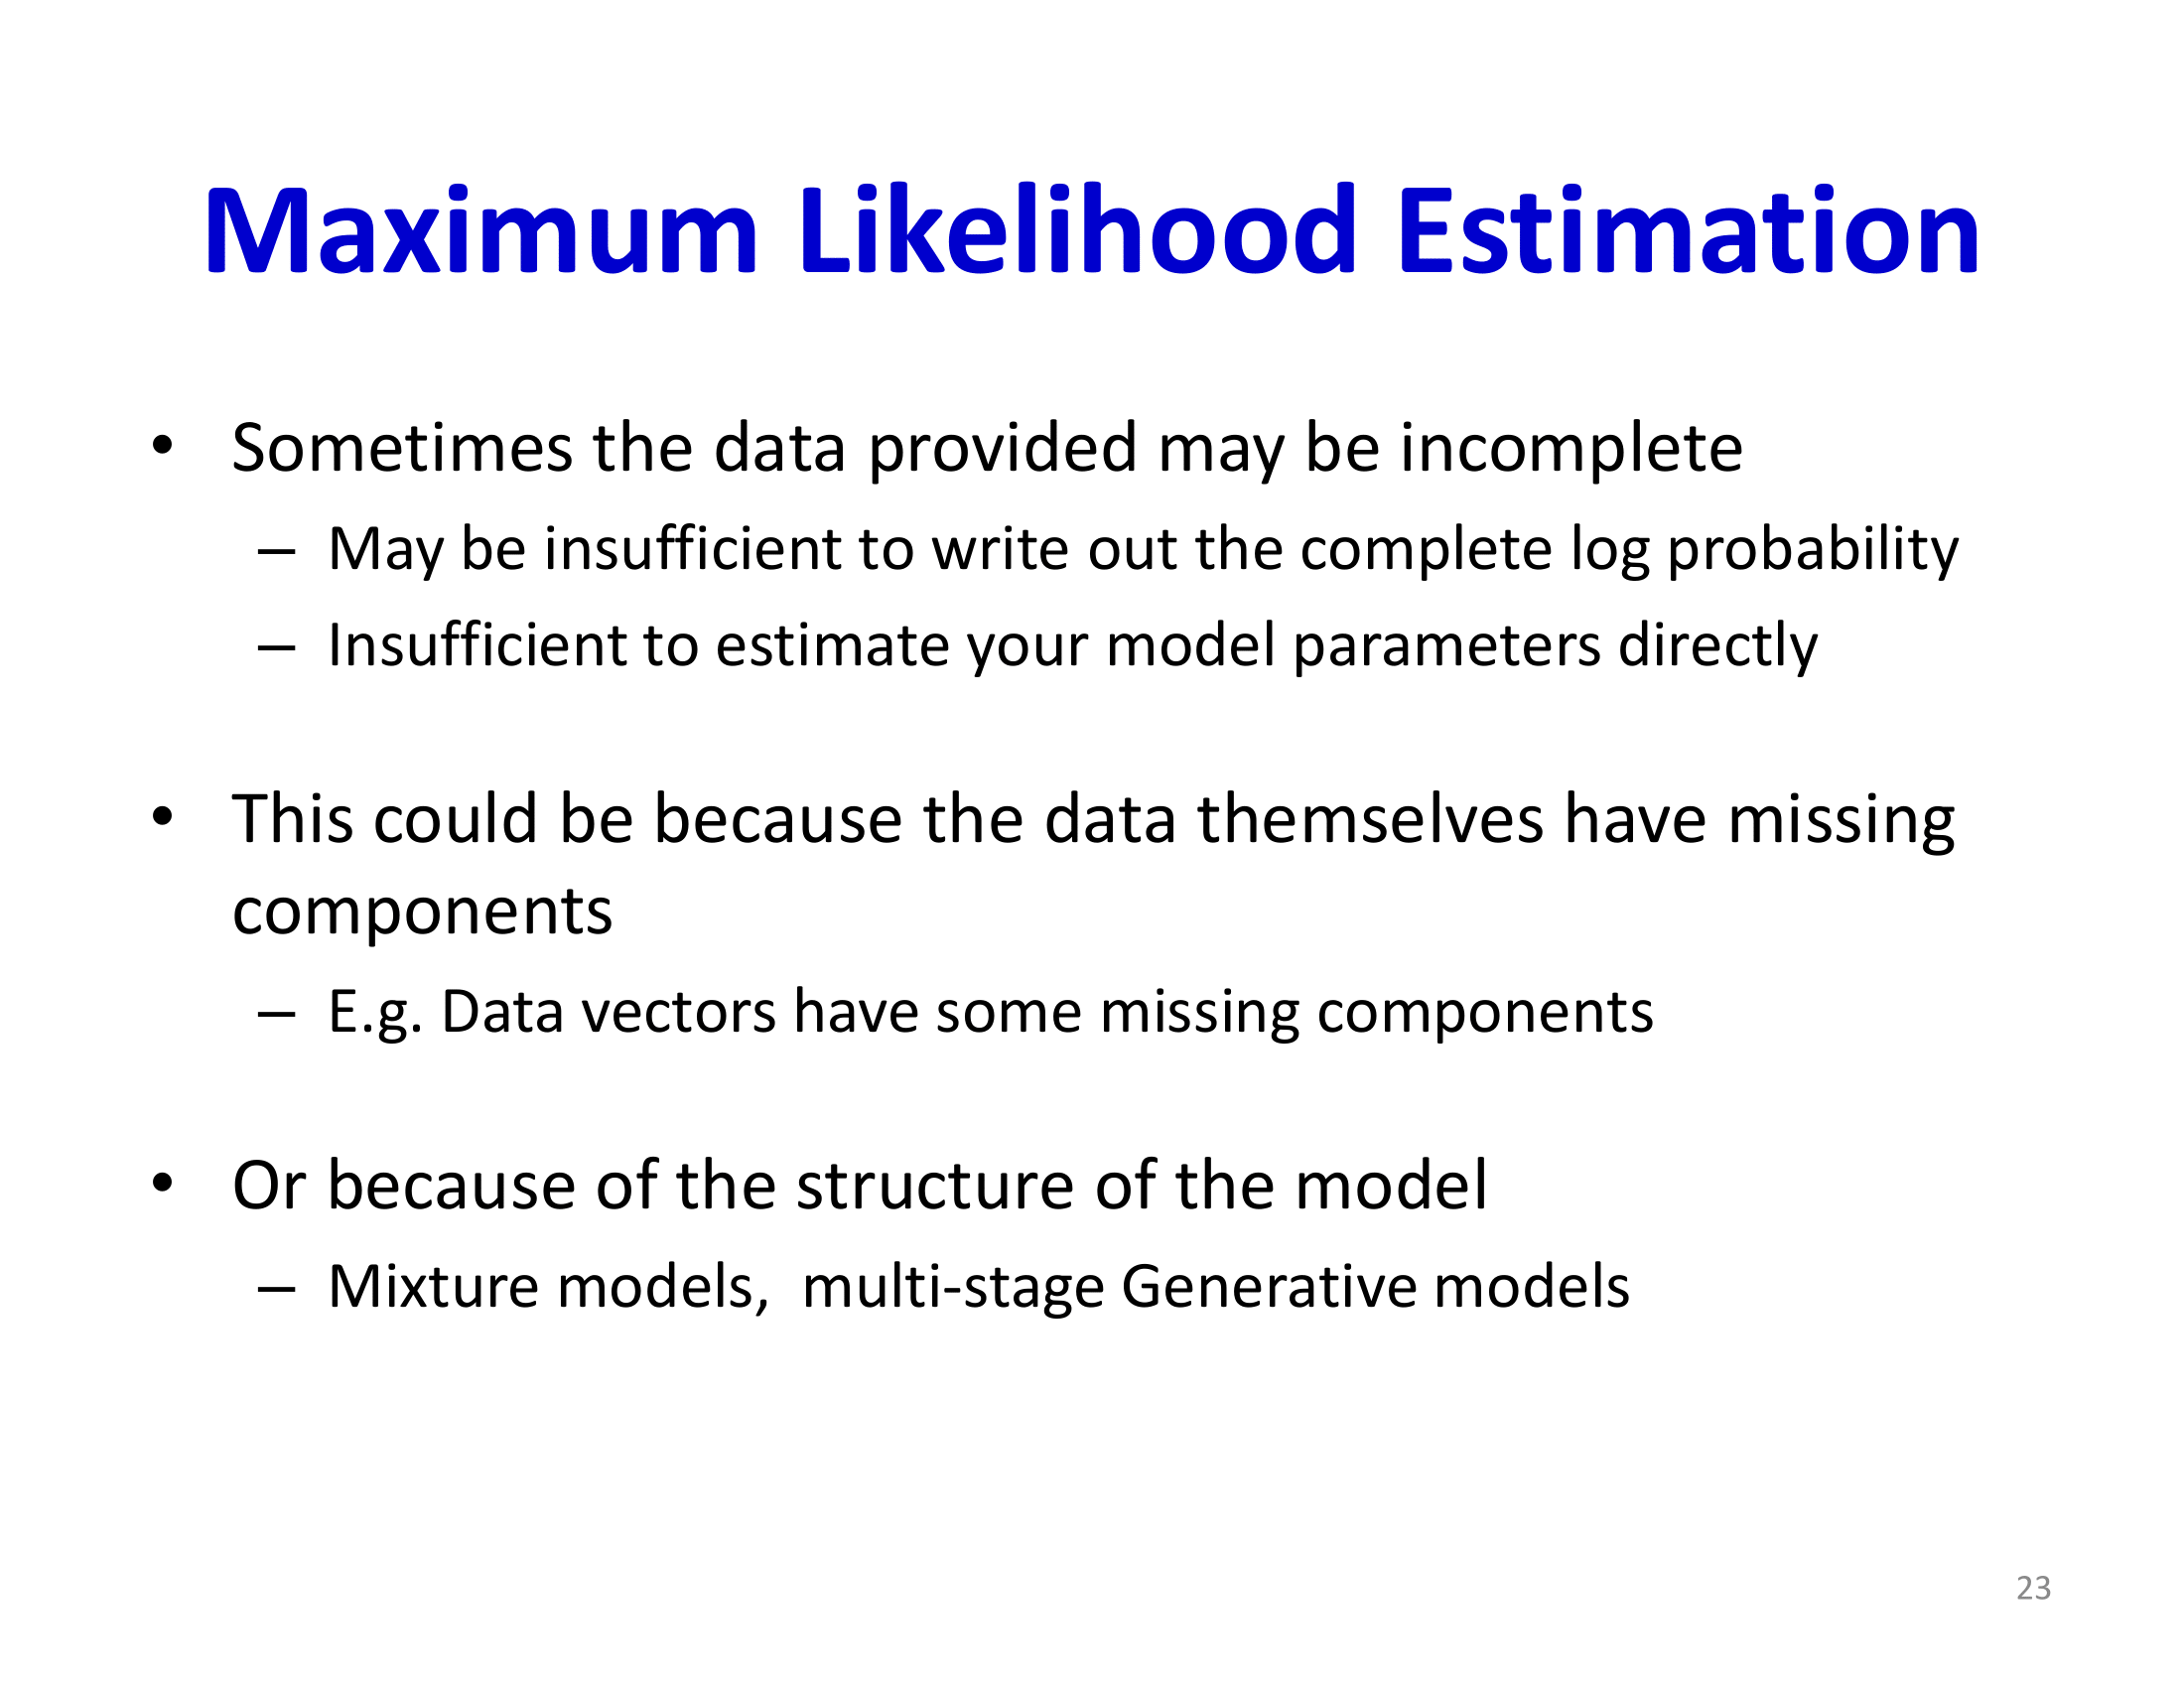 Maximum Likelihood Estimation
• Sometimes the data provided may be incomplete
– May be insufficient to write out the complete log probability
– Insufficient to estimate your model parameters directly
• This could be because the data themselves have missing
components
– E.g. Data vectors have some missing components
• Or because of the structure of the model
– Mixture models,  multi-stage Generative models
23